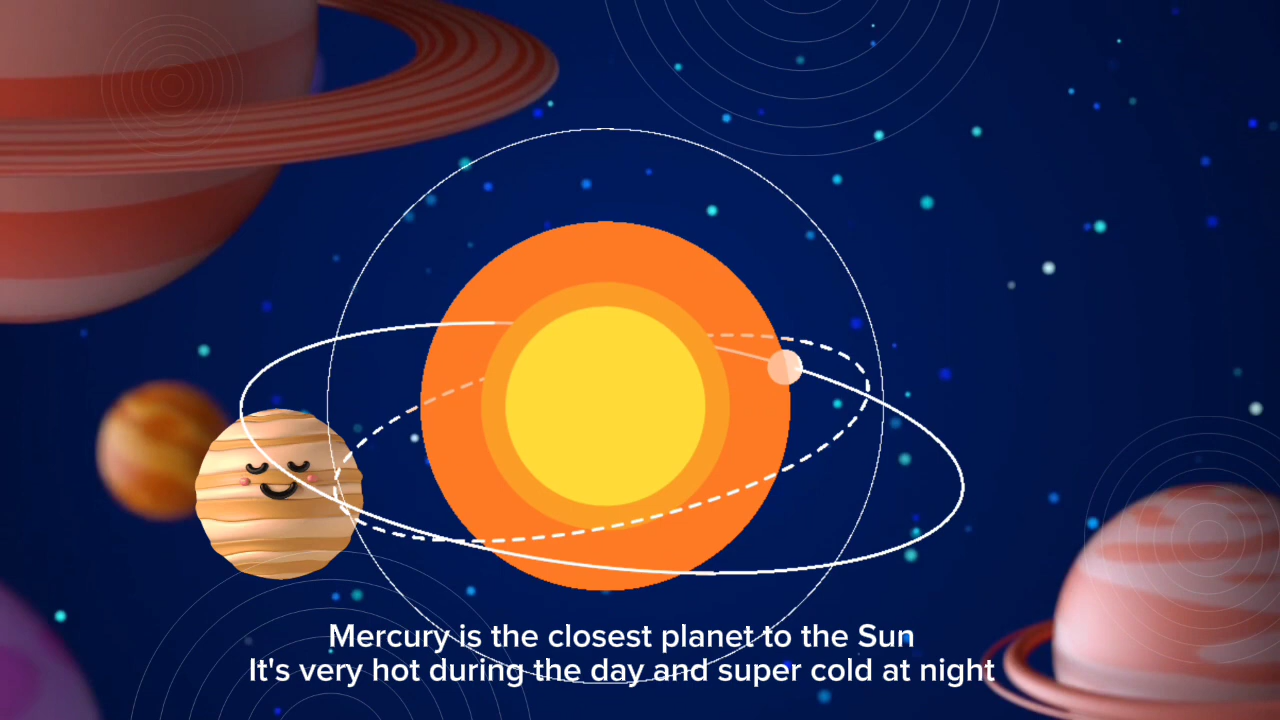 Mercury is the closest planet to the Sun
It's very hot during the day and super cold at night